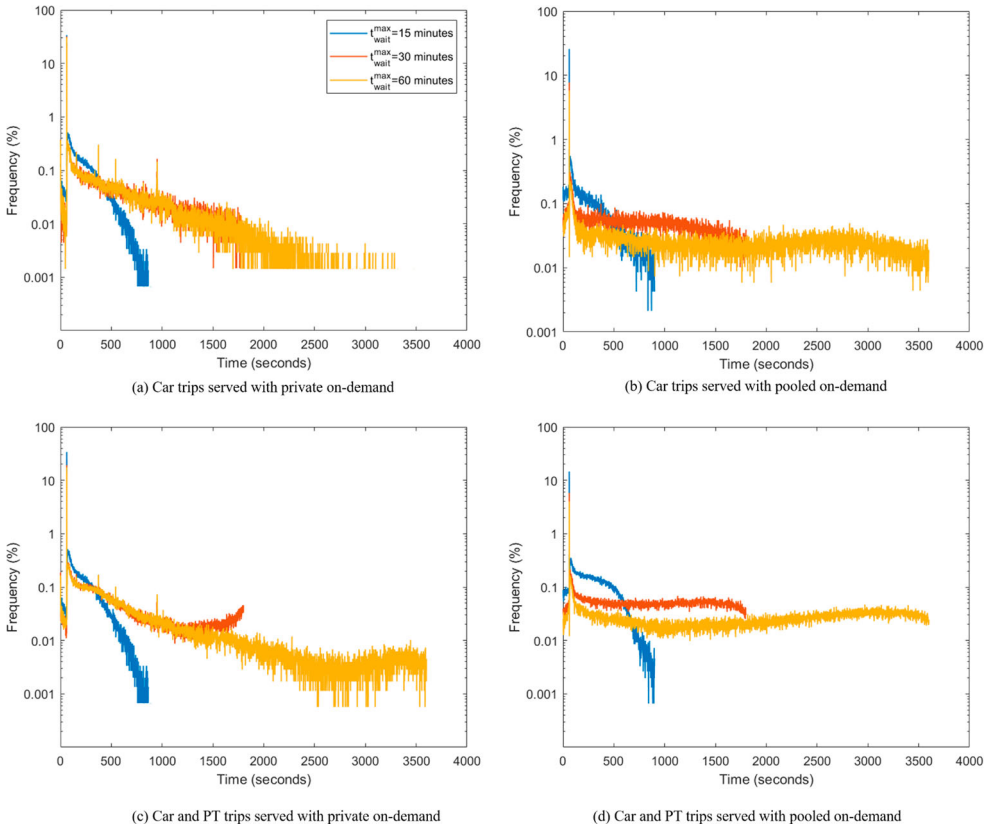 100
10
1
0.1
0.01
0.001
Frequency (%)
t_wait^max=15 minutes
t_wait^max=30 minutes
t_wait^max=60 minutes
0 500 1000 1500 2000 2500 3000 3500 4000
Time (seconds)
(a) Car trips served with private on-demand
100
10
1
0.1
0.01
0.001
Frequency (%)
0 500 1000 1500 2000 2500 3000 3500 4000
Time (seconds)
(b) Car trips served with pooled on-demand
100
10
1
0.1
0.01
0.001
Frequency (%)
0 500 1000 1500 2000 2500 3000 3500 4000
Time (seconds)
(c) Car and PT trips served with private on-demand
100
10
1
0.1
0.01
0.001
Frequency (%)
0 500 1000 1500 2000 2500 3000 3500 4000
Time (seconds)
(d) Car and PT trips served with pooled on-demand